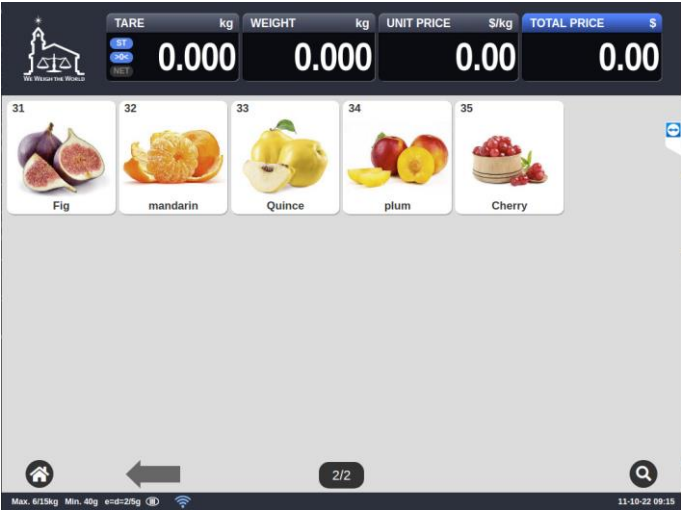 TARE kg WEIGHT kg UNIT PRICE $/kg TOTAL PRICE $
ST
>0<
NET
0.000 0.000 0.00 0.00
WE WEIGH THE WORLD
31 32 33 34 35
Fig mandarin Quince plum Cherry
2/2
Max. 6/15kg Min. 40g e=d=2/5g 11-10-22 09:15